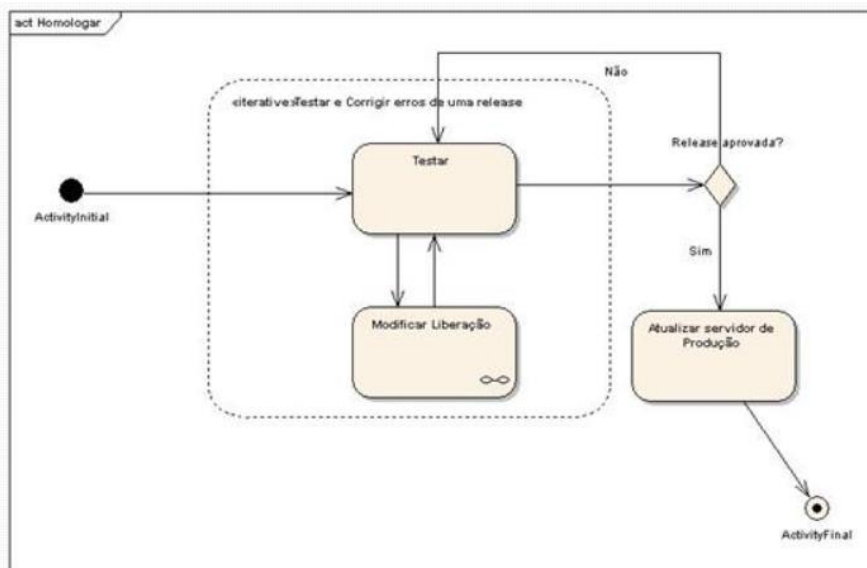 act Homologar
Não
«iterative»Testar e Corrigir erros de uma release
Release aprovada?
Testar
ActivityInitial
Sim
Modificar Liberação
Atualizar servidor de
Produção
ActivityFinal